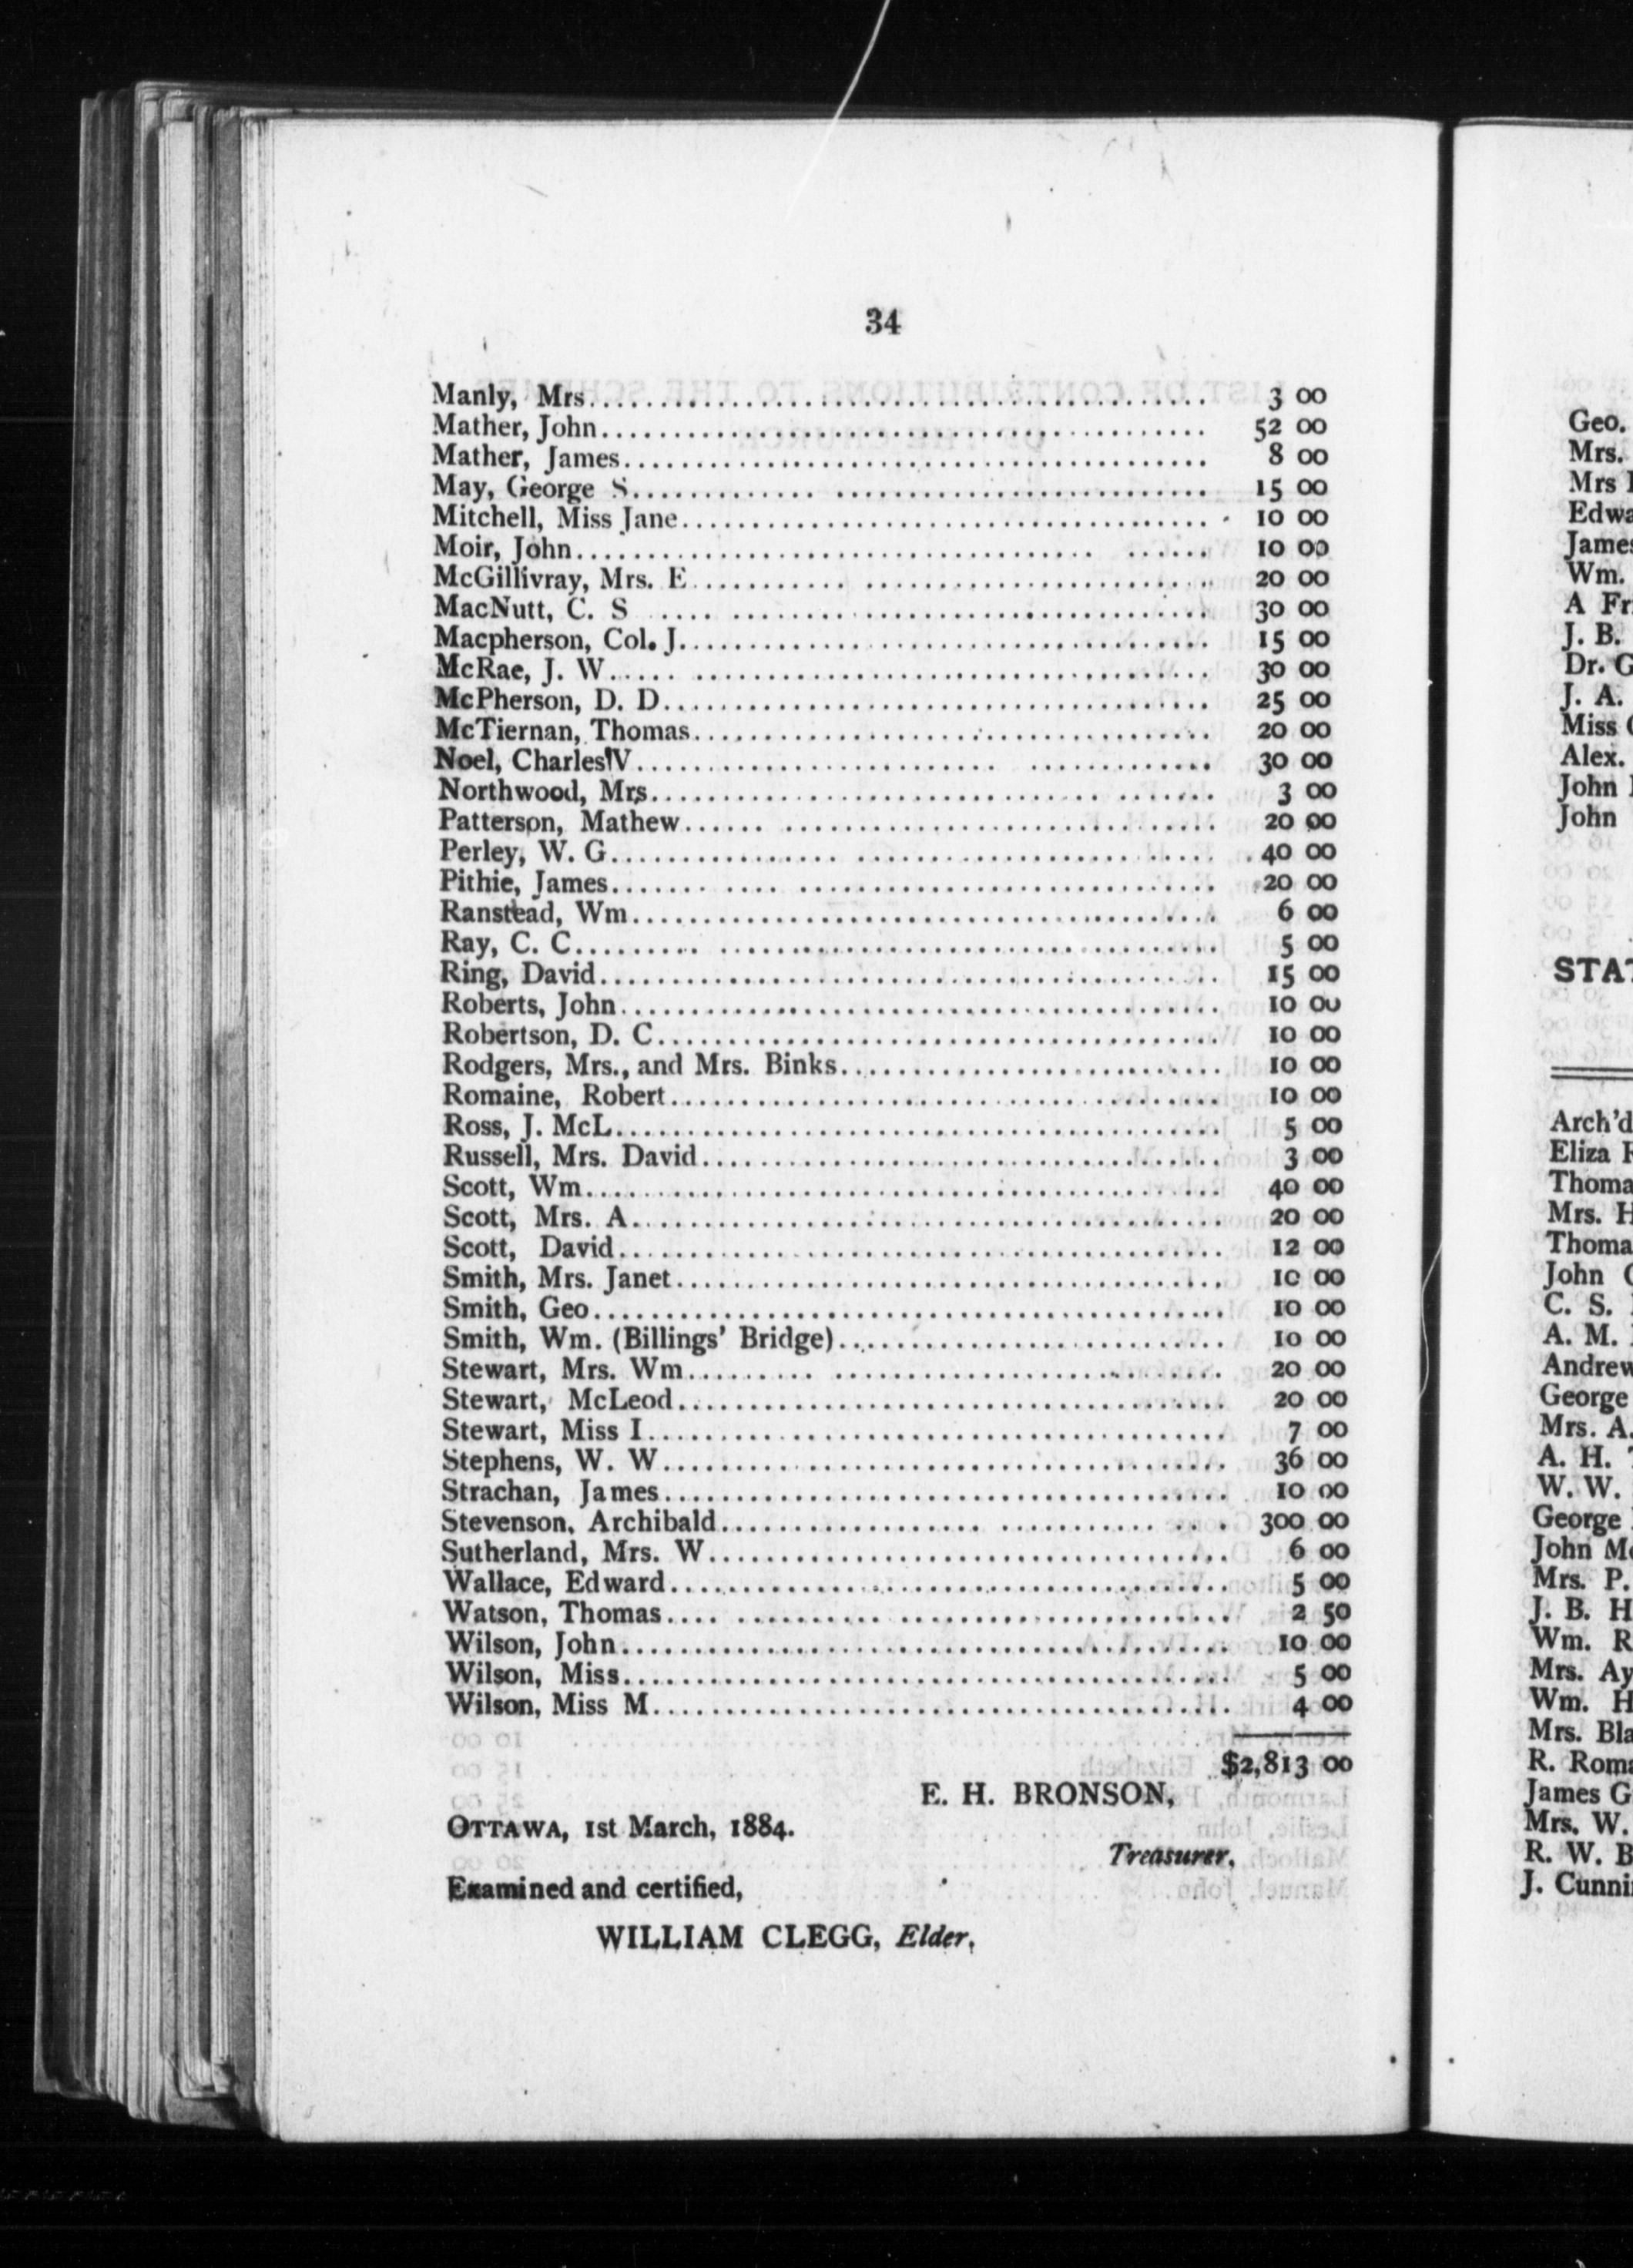 34
Manly, Mrs. 3 00
Mather, John 52 00
Mather, James 8 00
May, George S. 15 00
Mitchell, Miss Jane 10 00
Moir, John 10 00
McGillivray, Mrs. E. 20 00
MacNutt, C. S. 30 00
Macpherson, Col. J. 15 00
McRae, J. W. 30 00
McPherson, D. D. 25 00
McTiernan, Thomas 20 00
Noel, Charles V. 30 00
Northwood, Mrs. 3 00
Patterson, Mathew 20 00
Perley, W. G. 40 00
Pithie, James 20 00
Ranstead, Wm. 6 00
Ray, C. C. 5 00
Ring, David 15 00
Roberts, John 10 00
Robertson, D. C. 10 00
Rodgers, Mrs., and Mrs. Binks 10 00
Romaine, Robert 10 00
Ross, J. McL. 5 00
Russell, Mrs. David 3 00
Scott, Wm. 40 00
Scott, Mrs. A. 20 00
Scott, David 12 00
Smith, Mrs. Janet 10 00
Smith, Geo. 10 00
Smith, Wm. (Billings' Bridge) 10 00
Stewart, Mrs. Wm. 20 00
Stewart, McLeod 20 00
Stewart, Miss I. 7 00
Stephens, W. W. 36 00
Strachan, James 10 00
Stevenson, Archibald 300 00
Sutherland, Mrs. W. 6 00
Wallace, Edward 5 00
Watson, Thomas 2 50
Wilson, John 10 00
Wilson, Miss 5 00
Wilson, Miss M. 4 00
$2,813 00
E. H. BRONSON,
OTTAWA, 1st March, 1884.
Treasurer.
Examined and certified,
WILLIAM CLEGG, Elder.
Geo.
Mrs.
Mrs
James
Wm.
A
J. B.
Dr.
J. A.
Miss
Alex.
John
John
Arch'd
Eliza
Mrs.
John
C. S.
A. M.
Andrew
George
Mrs. A.
A. H.
W. W.
George
John
Mrs. P.
J. B.
Wm.
Mrs.
Wm.
Mrs.
R.
James
Mrs. W.
R. W.
J.